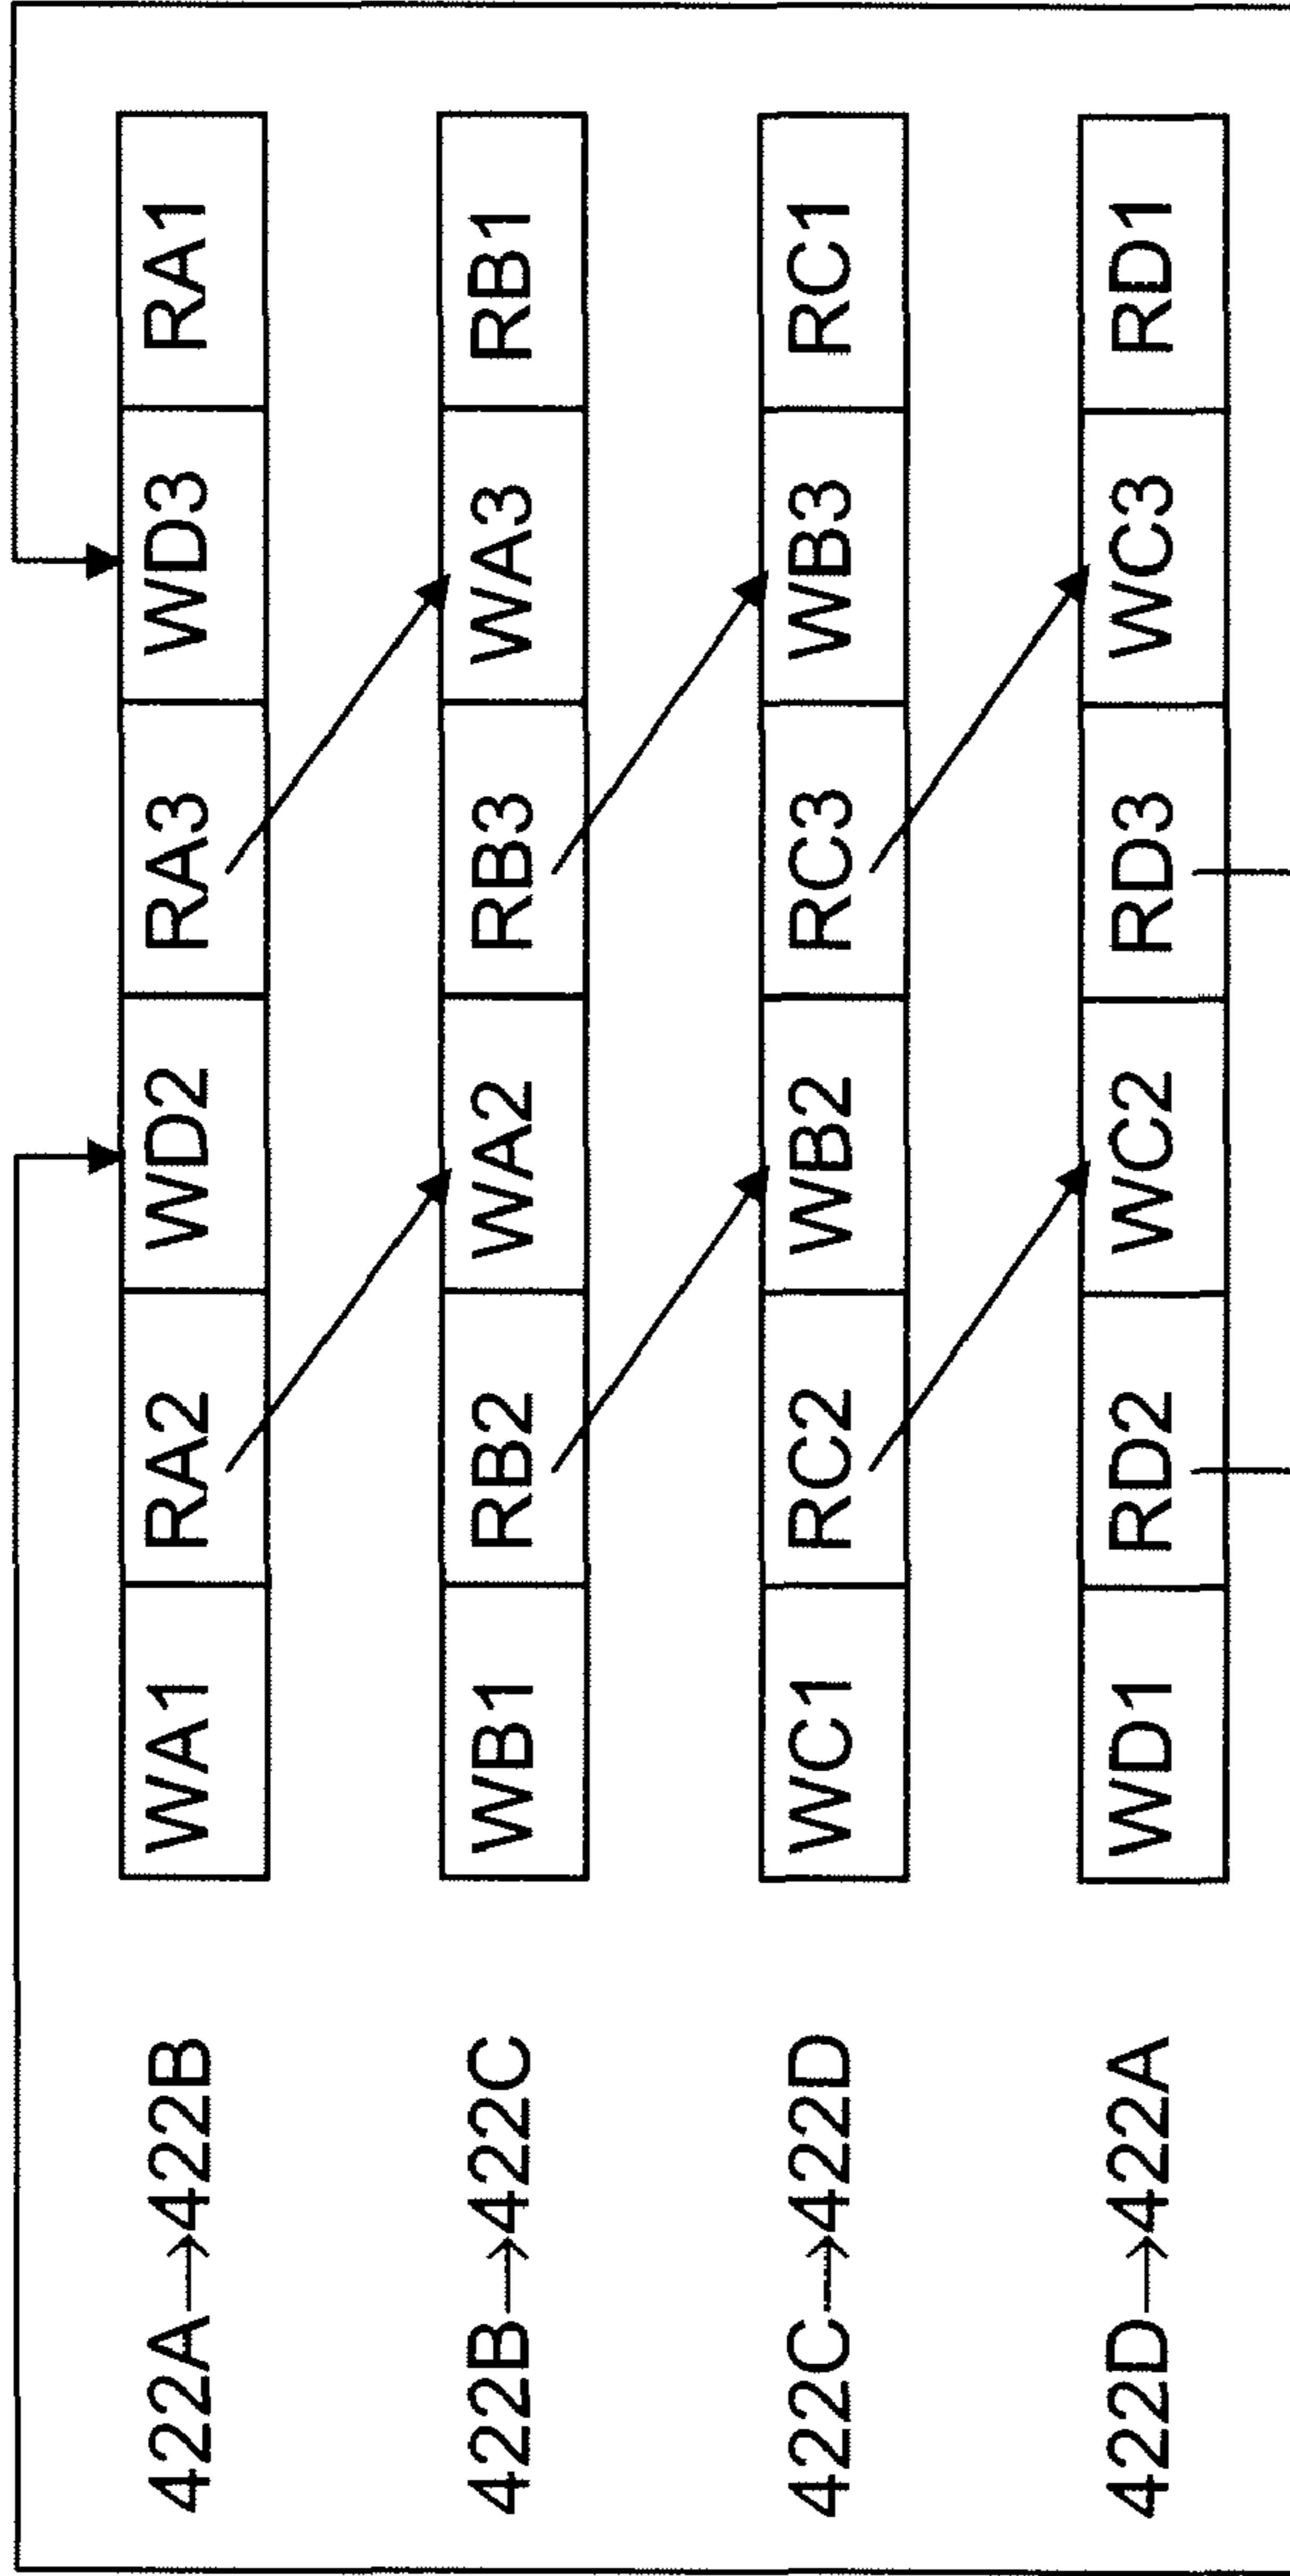 422A→422B WA1 RA2 WD2 RA3 WD3 RA1
422B→422C WB1 RB2 WA2 RB3 WA3 RB1
422C→422D WC1 RC2 WB2 RC3 WB3 RC1
422D→422A WD1 RD2 WC2 RD3 WC3 RD1